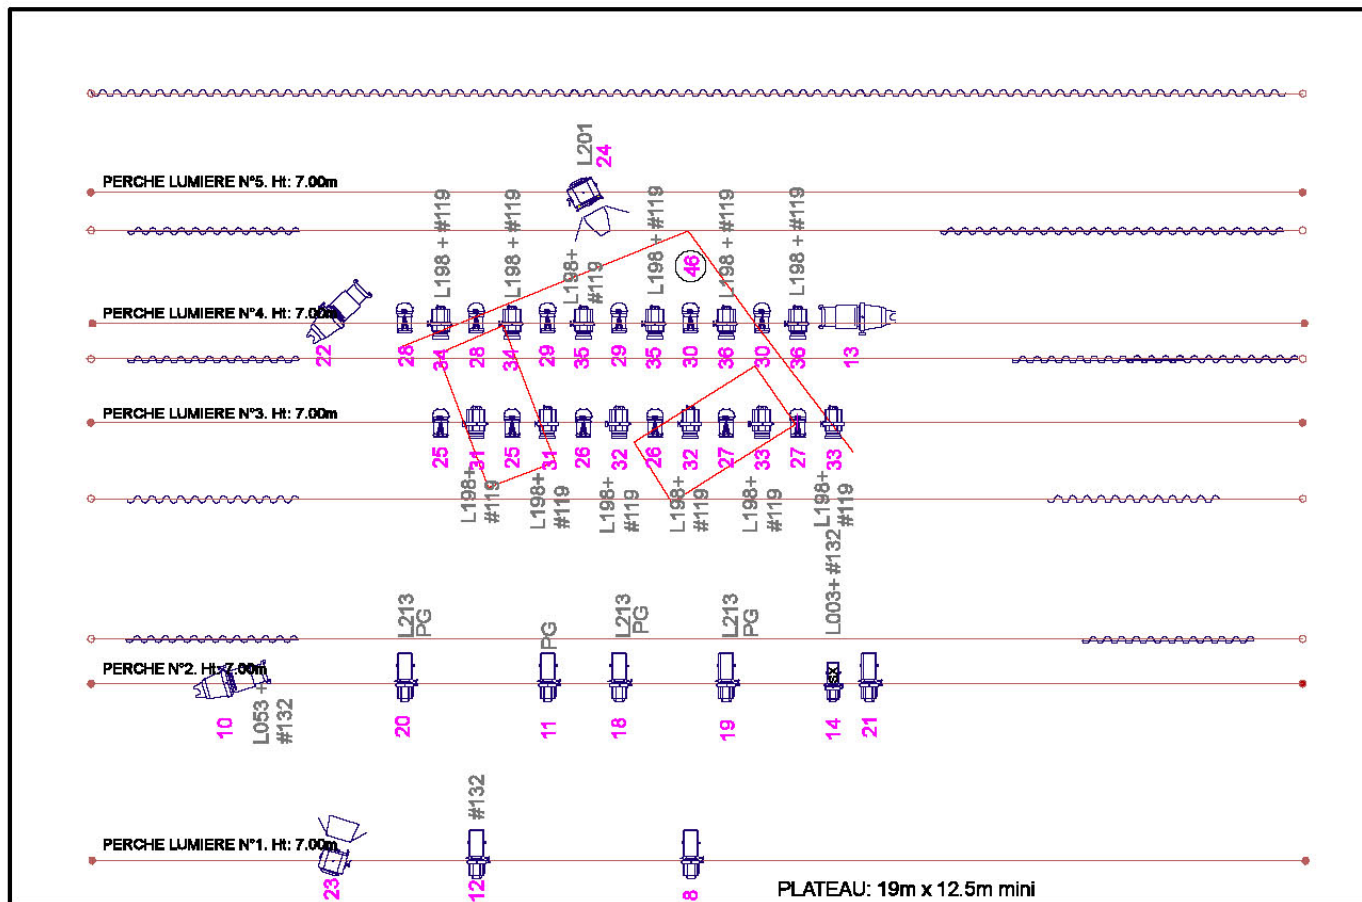 L201
24
PERCHE LUMIERE N°5. Ht: 7.00m
L198 + #119
L198 + #119
L198+
#119
L198 + #119
L198 + #119
L198 + #119
46
PERCHE LUMIERE N°4. Ht: 7.00m
22
28
34
28
34
29
35
29
35
30
36
30
36
13
PERCHE LUMIERE N°3. Ht: 7.00m
25
31
25
31
26
32
26
32
27
33
27
33
L198+
#119
L198+
#119
L198+
#119
L198+
#119
L198+
#119
L198+
#119
L213
PG
PG
L213
PG
L213
PG
L003+ #132
PERCHE N°2. Ht: 7.00m
SX
10
L053 +
#132
20
11
18
19
14
21
#132
PERCHE LUMIERE N°1. Ht: 7.00m
23
12
8
PLATEAU: 19m x 12.5m mini